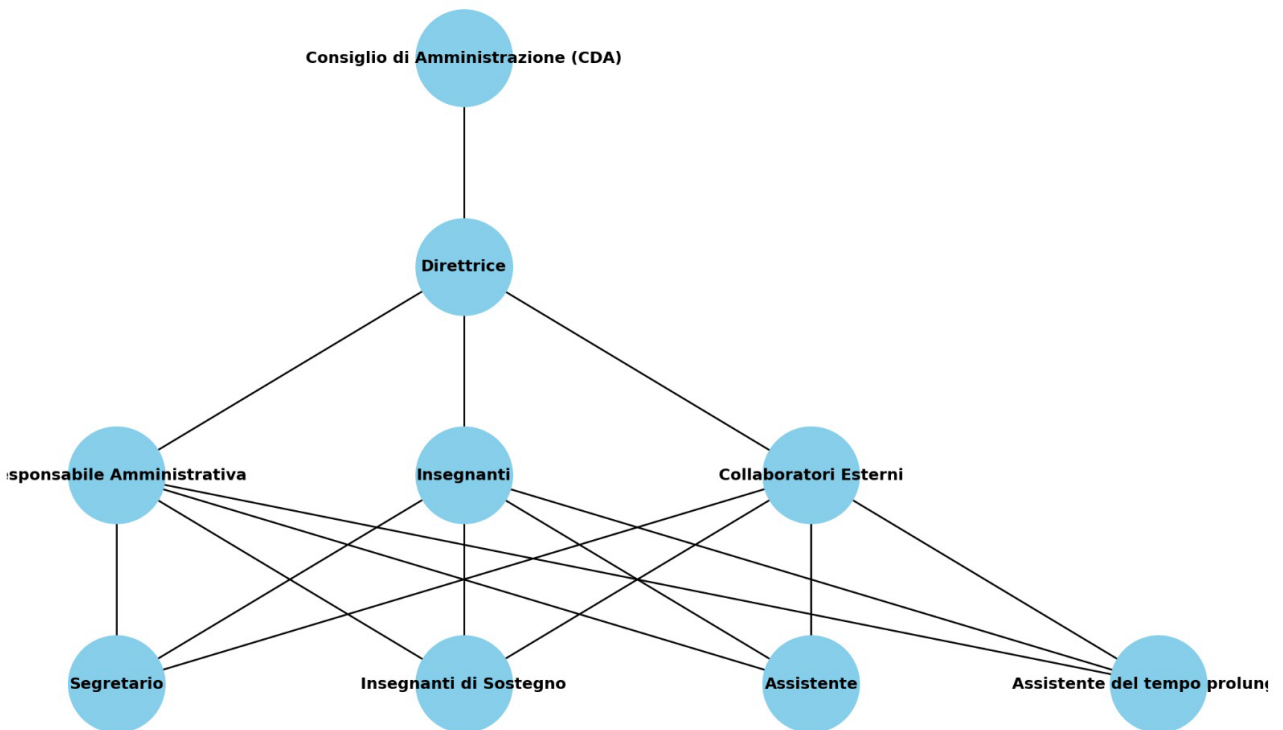 Consiglio di Amministrazione (CDA)
Direttrice
esponsabile Amministrativa
Insegnanti
Collaboratori Esterni
Segretario
Insegnanti di Sostegno
Assistente
Assistente del tempo prolung